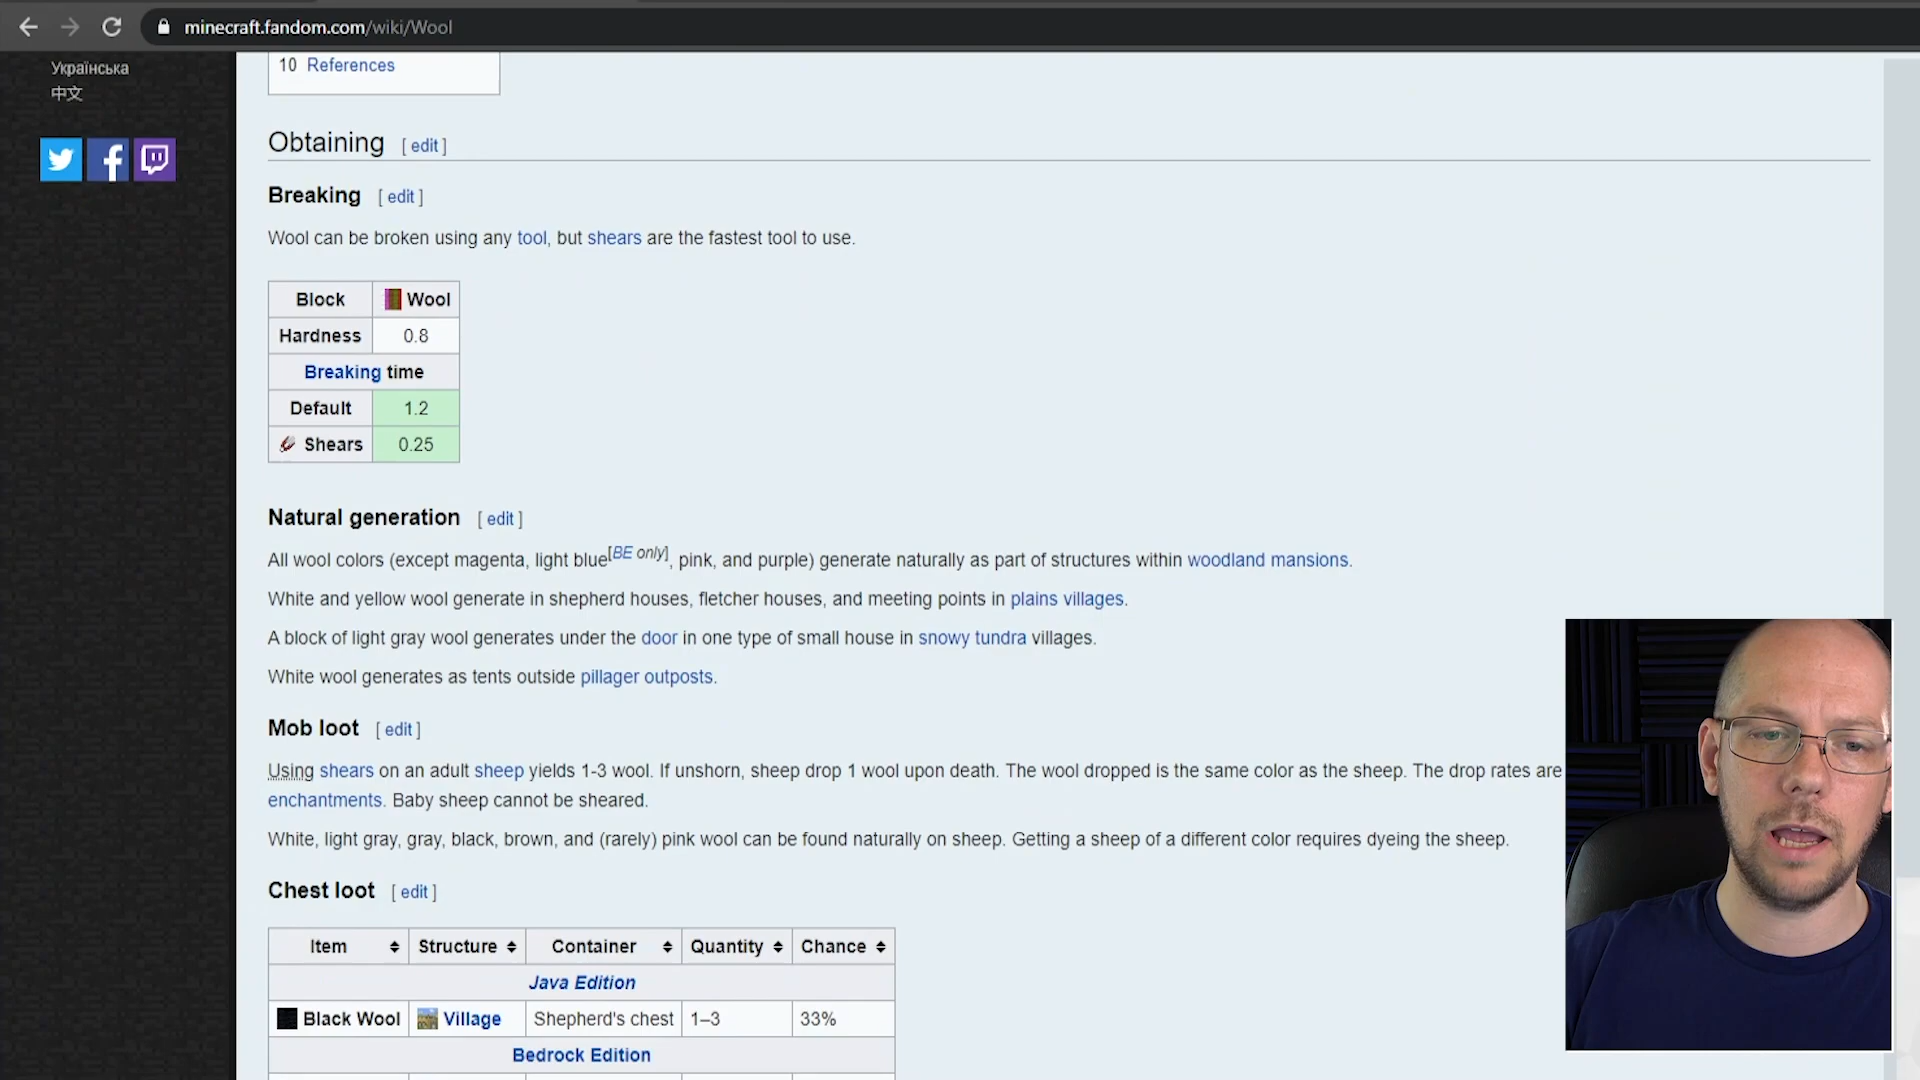 minecraft.fandom.com/wiki/Wool
Українська
中文
10 References
Obtaining [ edit ]
Breaking [ edit ]
Wool can be broken using any tool, but shears are the fastest tool to use.
Block Wool
Hardness 0.8
Breaking time
Default 1.2
Shears 0.25
Natural generation [ edit ]
All wool colors (except magenta, light blue[BE only], pink, and purple) generate naturally as part of structures within woodland mansions.
White and yellow wool generate in shepherd houses, fletcher houses, and meeting points in plains villages.
A block of light gray wool generates under the door in one type of small house in snowy tundra villages.
White wool generates as tents outside pillager outposts.
Mob loot [ edit ]
Using shears on an adult sheep yields 1-3 wool. If unshorn, sheep drop 1 wool upon death. The wool dropped is the same color as the sheep. The drop rates are
enchantments. Baby sheep cannot be sheared.
White, light gray, gray, black, brown, and (rarely) pink wool can be found naturally on sheep. Getting a sheep of a different color requires dyeing the sheep.
Chest loot [ edit ]
Item Structure Container Quantity Chance
Java Edition
Black Wool Village Shepherd's chest 1–3 33%
Bedrock Edition